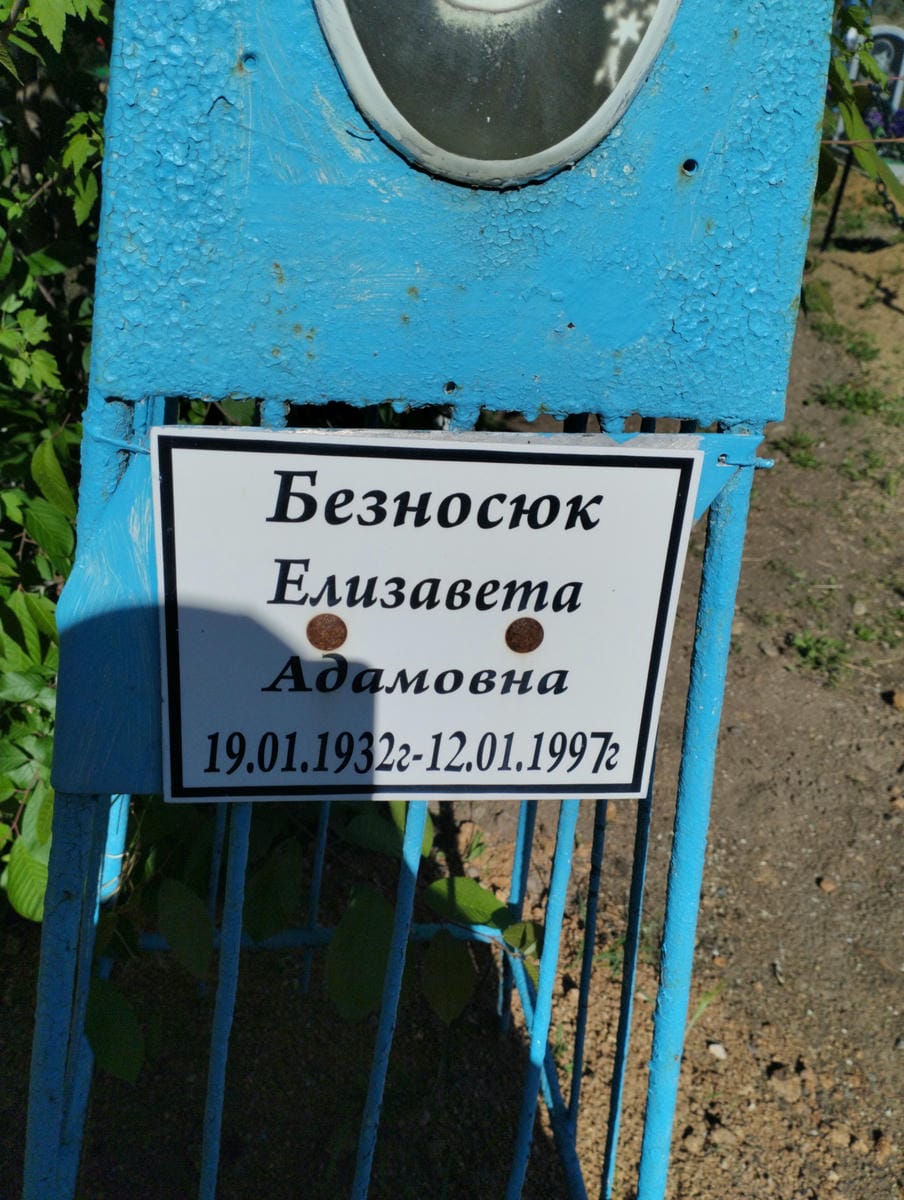 Безносюк
Елизавета
Адамовна
19.01.1932г-12.01.1997г